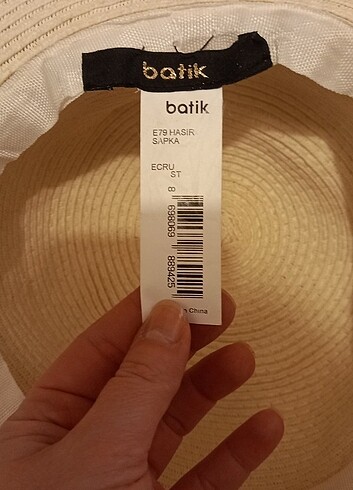 batik
batik
E79 HASIR
SAPKA
ECRU
ST
8 698069 889425
China